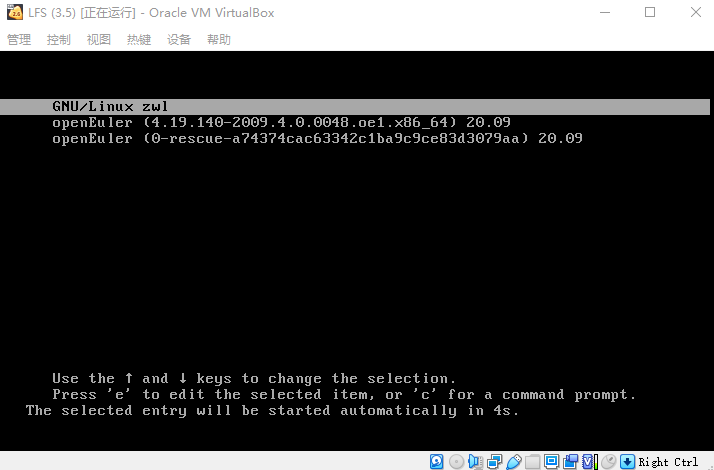 LFS (3.5) [正在运行] - Oracle VM VirtualBox
管理 控制 视图 热键 设备 帮助
GNU/Linux zwl
openEuler (4.19.140-2009.4.0.0048.oe1.x86_64) 20.09
openEuler (0-rescue-a74374cac63342c1ba9c9ce83d3079aa) 20.09
Use the ↑ and ↓ keys to change the selection.
Press 'e' to edit the selected item, or 'c' for a command prompt.
The selected entry will be started automatically in 4s.
Right Ctrl